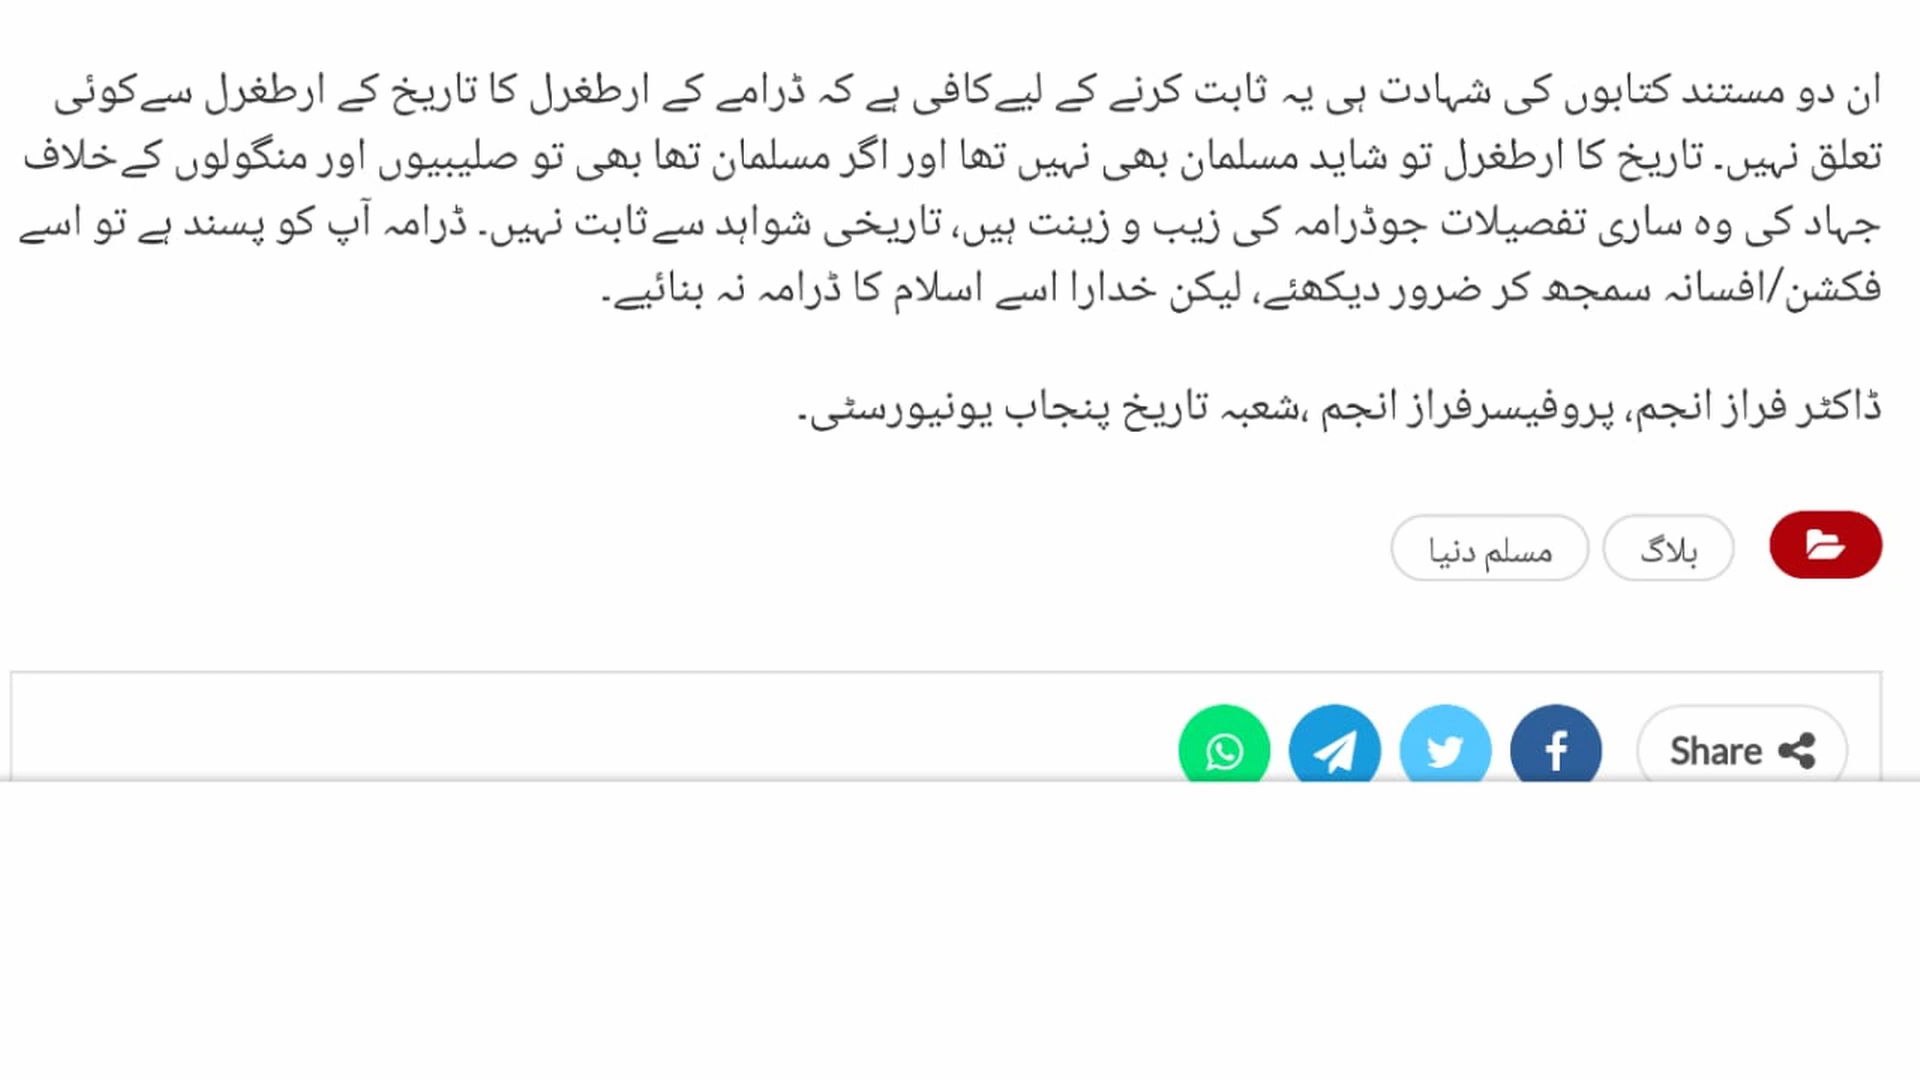 ان دو مستند کتابوں کی شہادت ہی یہ ثابت کرنے کے لیےکافی ہے کہ ڈرامے کے ارطغرل کا تاریخ کے ارطغرل سےکوئی
تعلق نہیں۔ تاریخ کا ارطغرل تو شاید مسلمان بھی نہیں تھا اور اگر مسلمان تھا بھی تو صلیبیوں اور منگولوں کےخلاف
جہاد کی وہ ساری تفصیلات جوڈرامہ کی زیب و زینت ہیں، تاریخی شواہد سےثابت نہیں۔ ڈرامہ آپ کو پسند ہے تو اسے
فکشن/افسانہ سمجھ کر ضرور دیکھئے، لیکن خدارا اسے اسلام کا ڈرامہ نہ بنائیے۔
ڈاکٹر فراز انجم، پروفیسرفراز انجم ،شعبہ تاریخ پنجاب یونیورسٹی۔
بلاگ مسلم دنیا
Share